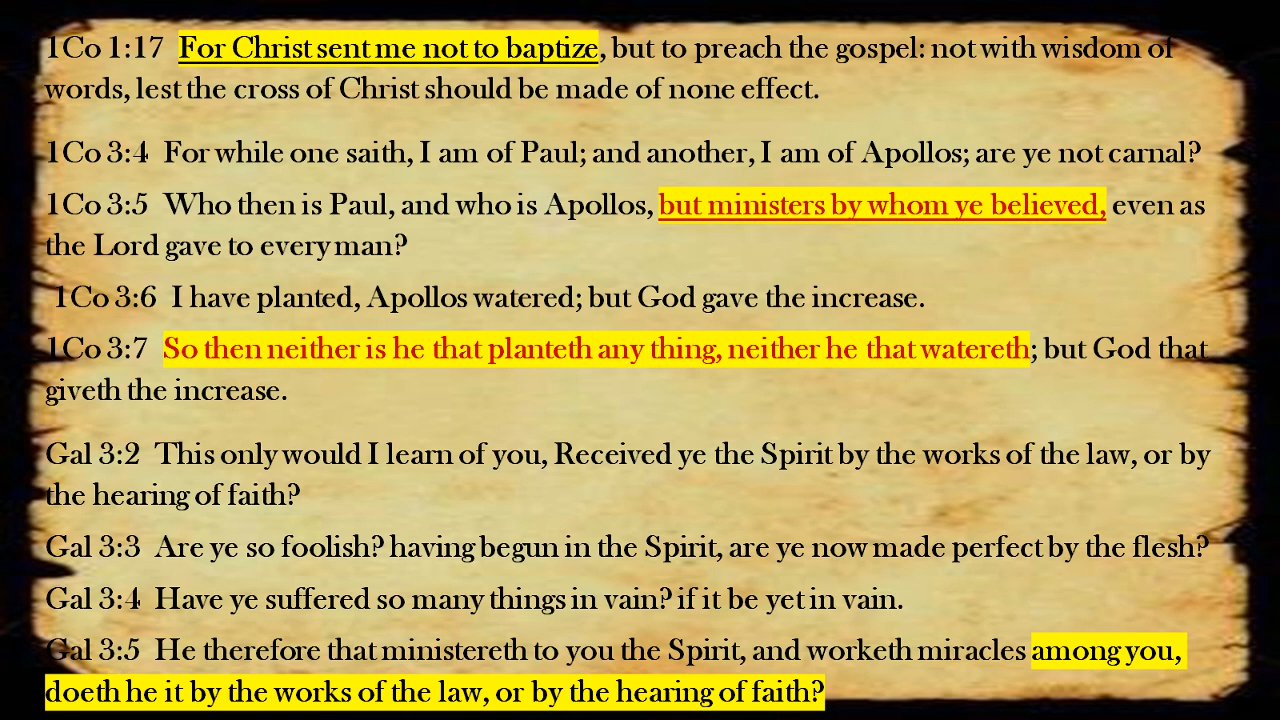 1Co 1:17 For Christ sent me not to baptize, but to preach the gospel: not with wisdom of
words, lest the cross of Christ should be made of none effect.
1Co 3:4 For while one saith, I am of Paul; and another, I am of Apollos; are ye not carnal?
1Co 3:5 Who then is Paul, and who is Apollos, but ministers by whom ye believed, even as
the Lord gave to every man?
1Co 3:6 I have planted, Apollos watered; but God gave the increase.
1Co 3:7 So then neither is he that planteth any thing, neither he that watereth; but God that
giveth the increase.
Gal 3:2 This only would I learn of you, Received ye the Spirit by the works of the law, or by
the hearing of faith?
Gal 3:3 Are ye so foolish? having begun in the Spirit, are ye now made perfect by the flesh?
Gal 3:4 Have ye suffered so many things in vain? if it be yet in vain.
Gal 3:5 He therefore that ministereth to you the Spirit, and worketh miracles among you,
doeth he it by the works of the law, or by the hearing of faith?